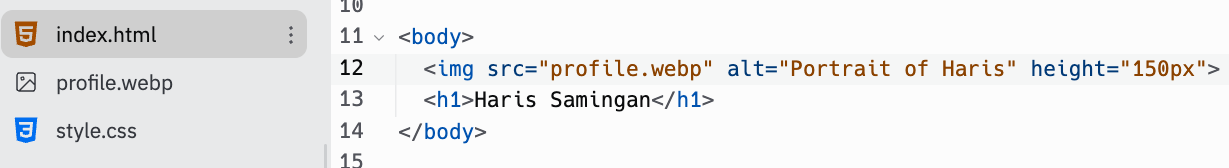 index.html
profile.webp
style.css
10
11 <body>
12 <img src="profile.webp" alt="Portrait of Haris" height="150px">
13 <h1>Haris Samingan</h1>
14 </body>
15